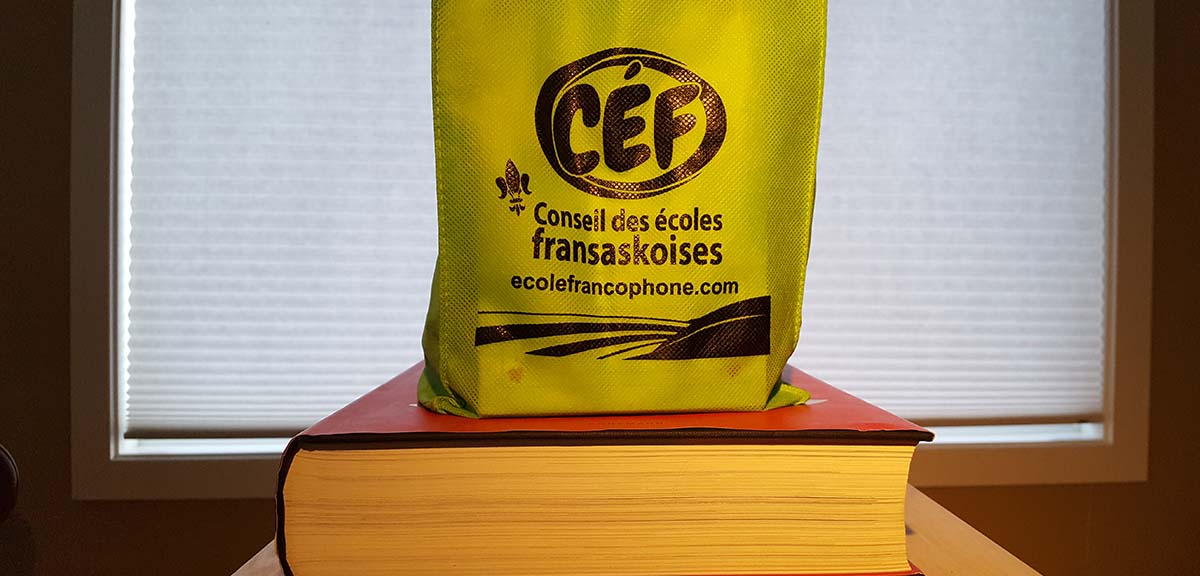 CÉF
Conseil des écoles
fransaskoises
ecolefrancophone.com